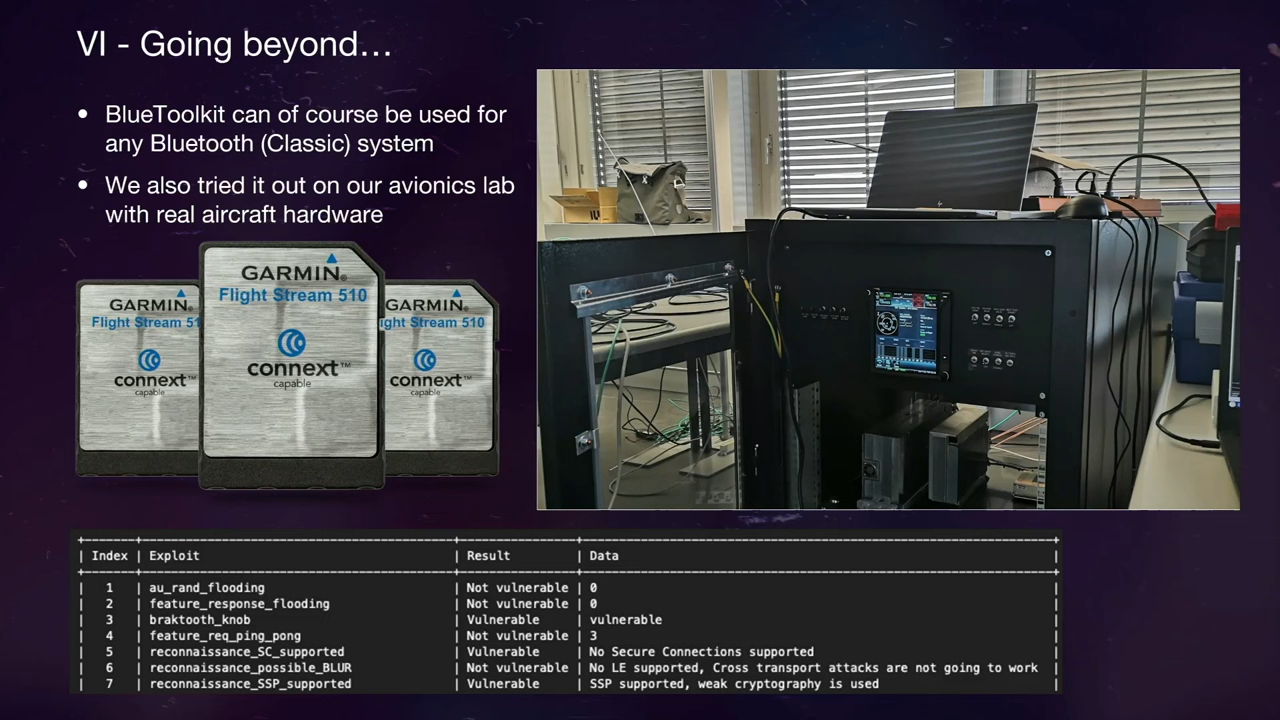 VI - Going beyond…
• BlueToolkit can of course be used for
any Bluetooth (Classic) system
• We also tried it out on our avionics lab
with real aircraft hardware
GARMIN®
Flight Stream 51
connext™
capable
GARMIN®
Flight Stream 510
connext™
capable
GARMIN®
ight Stream 510
connext™
capable
| Index | Exploit | Result | Data |
| 1 | au_rand_flooding | Not vulnerable | 0 |
| 2 | feature_response_flooding | Not vulnerable | 0 |
| 3 | braktooth_knob | Vulnerable | vulnerable |
| 4 | feature_req_ping_pong | Not vulnerable | 3 |
| 5 | reconnaissance_SC_supported | Vulnerable | No Secure Connections supported |
| 6 | reconnaissance_possible_BLUR | Not vulnerable | No LE supported, Cross transport attacks are not going to work |
| 7 | reconnaissance_SSP_supported | Vulnerable | SSP supported, weak cryptography is used |